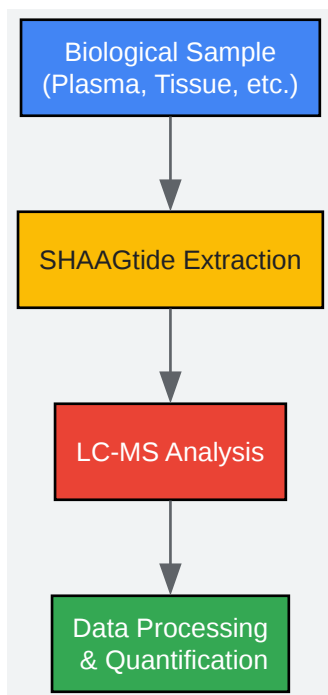 Biological Sample
(Plasma, Tissue, etc.)
SHAAGtide Extraction
LC-MS Analysis
Data Processing
& Quantification